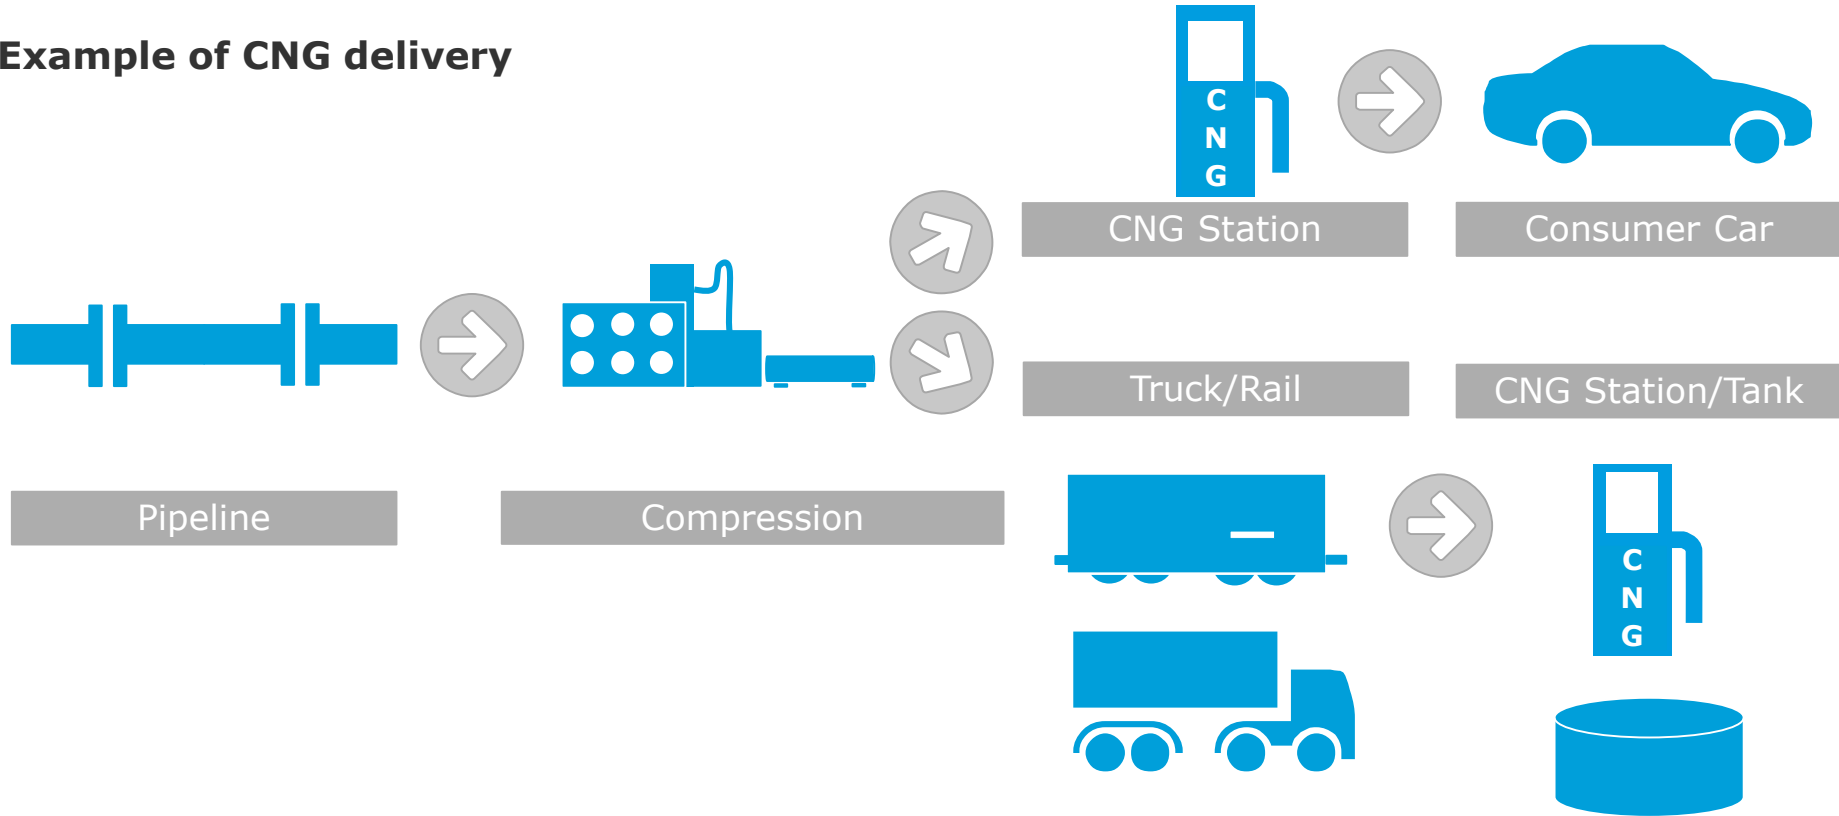 Example of CNG delivery
C
N
G
CNG Station
Consumer Car
Truck/Rail
CNG Station/Tank
Pipeline
Compression
C
N
G